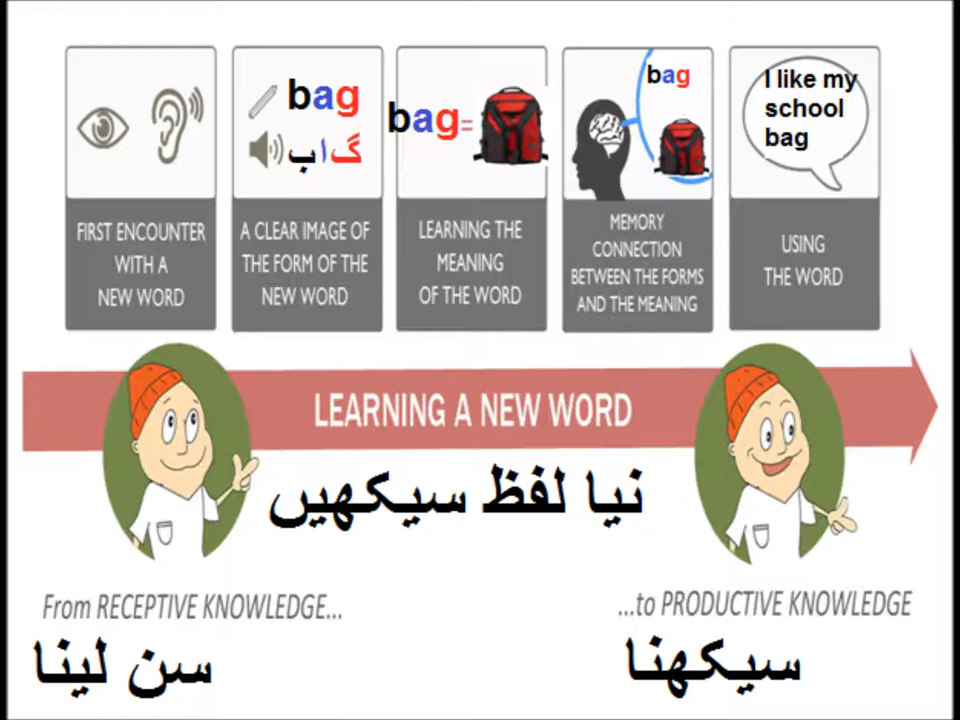 bag
گ ا ب
bag=
bag
I like my
school
bag
FIRST ENCOUNTER
WITH A
NEW WORD
A CLEAR IMAGE OF
THE FORM OF THE
NEW WORD
LEARNING THE
MEANING
OF THE WORD
MEMORY
CONNECTION
BETWEEN THE FORMS
AND THE MEANING
USING
THE WORD
LEARNING A NEW WORD
نیا لفظ سیکھیں
From RECEPTIVE KNOWLEDGE...
...to PRODUCTIVE KNOWLEDGE
سن لینا
سیکھنا